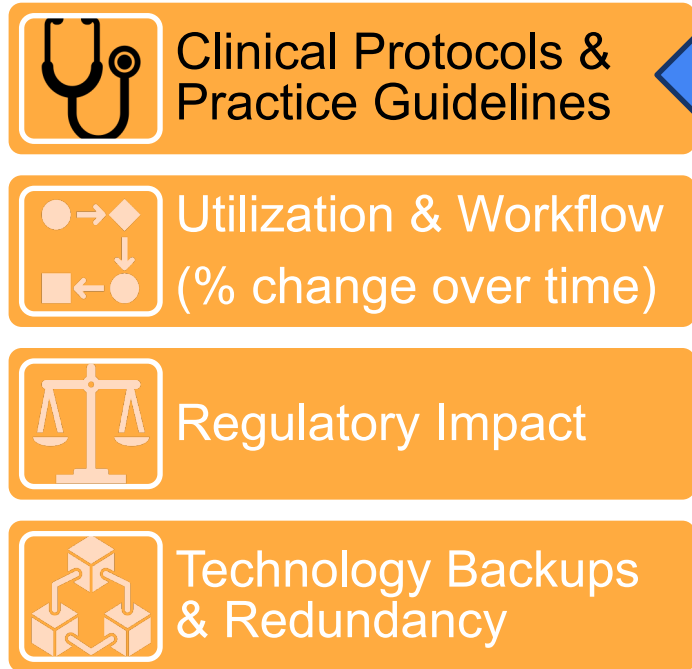 Clinical Protocols &
Practice Guidelines
Utilization & Workflow
(% change over time)
Regulatory Impact
Technology Backups
& Redundancy